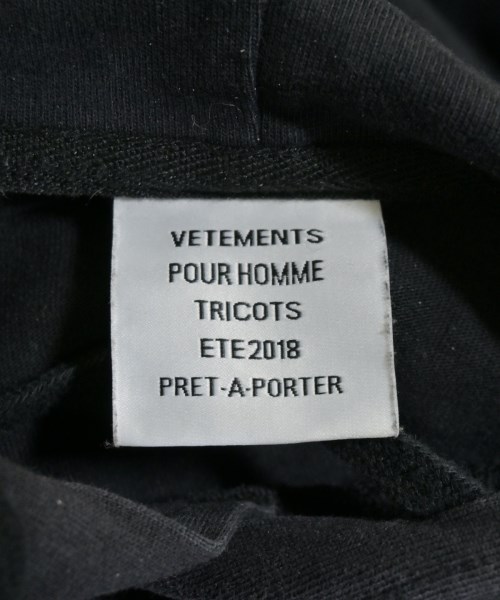 VETEMENTS
POUR HOMME
TRICOTS
ETE2018
PRET-A-PORTER